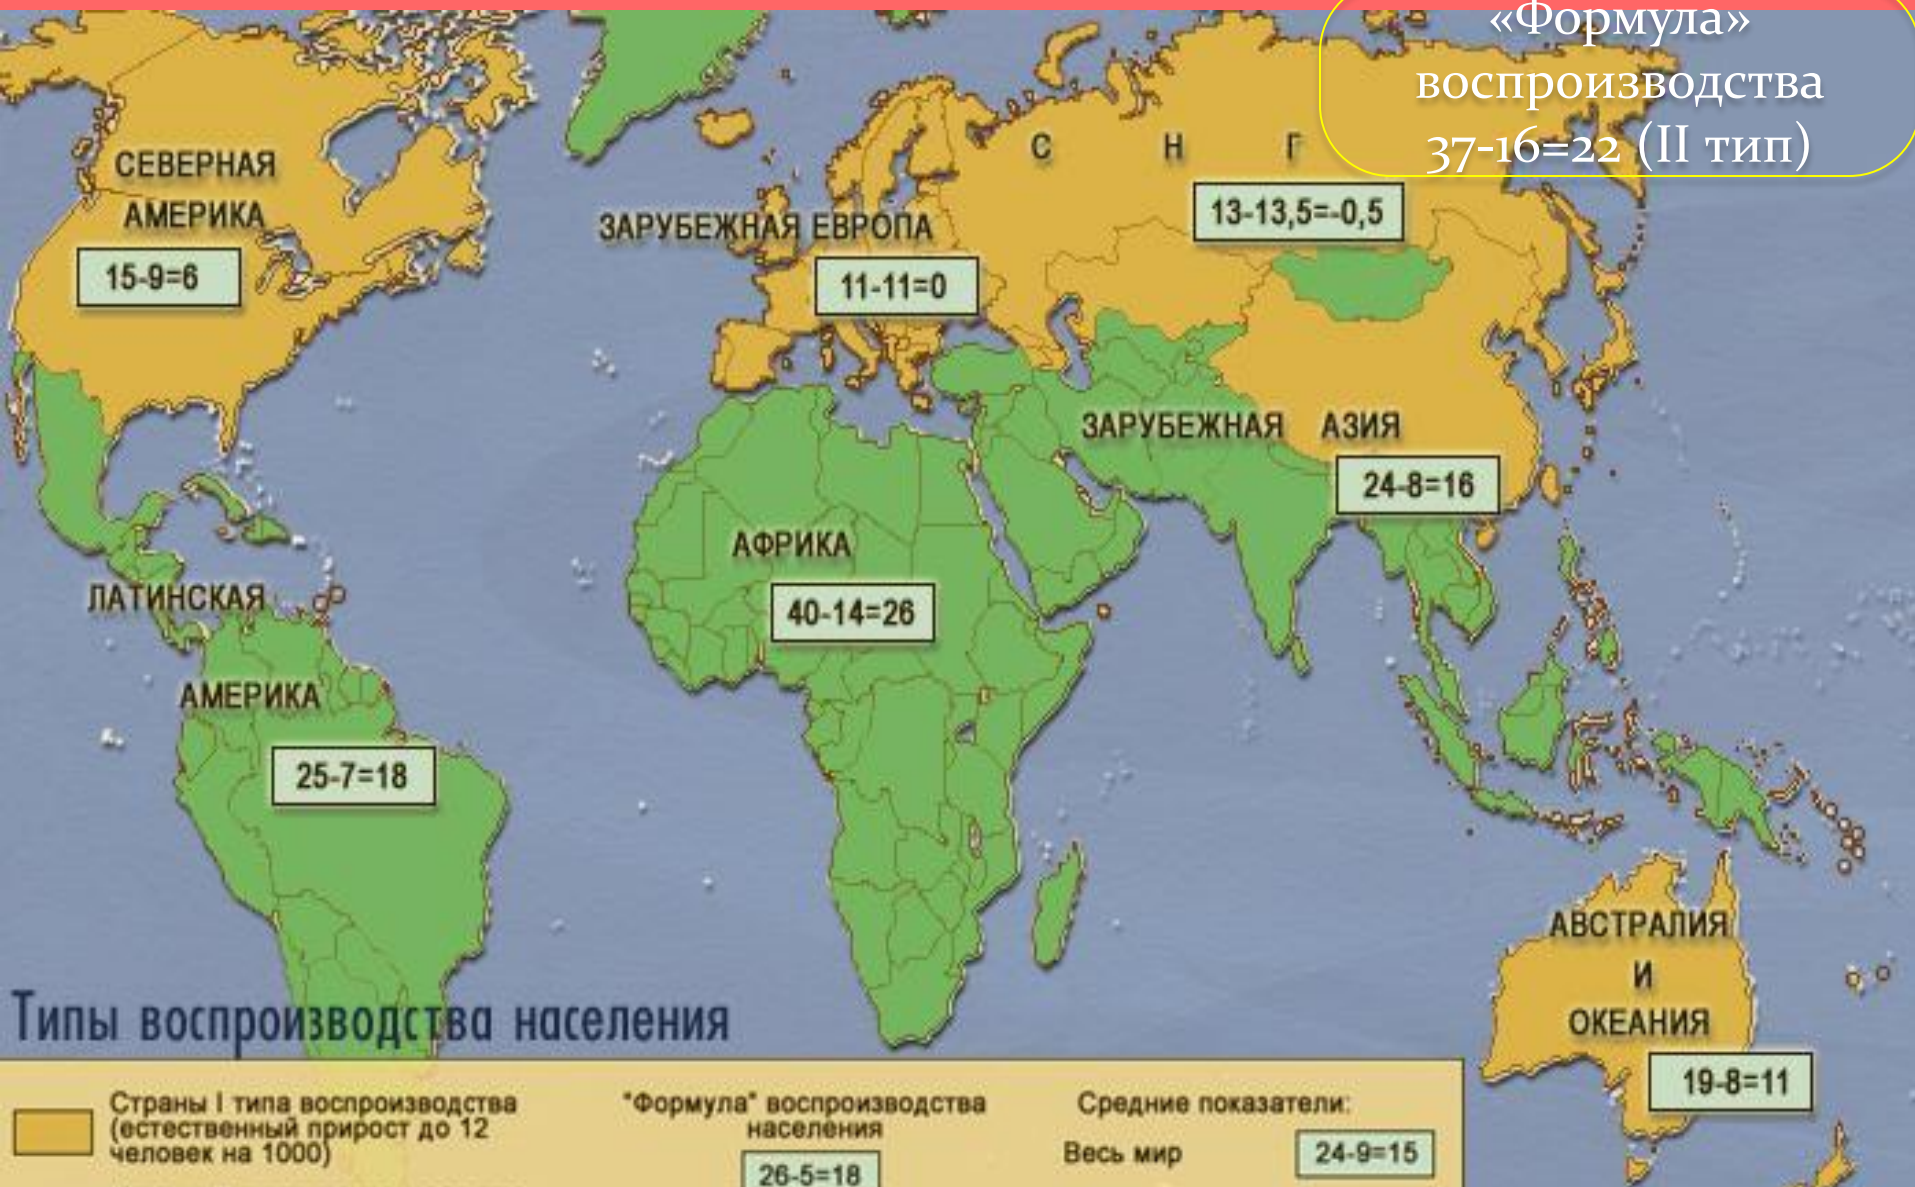 «Формула»
воспроизводства
37-16=22 (II тип)
СЕВЕРНАЯ
АМЕРИКА
15-9=6
ЗАРУБЕЖНАЯ ЕВРОПА
11-11=0
С Н Г
13-13,5=-0,5
ЗАРУБЕЖНАЯ АЗИЯ
24-8=16
АФРИКА
40-14=26
ЛАТИНСКАЯ
АМЕРИКА
25-7=18
АВСТРАЛИЯ
И
ОКЕАНИЯ
19-8=11
Типы воспроизводства населения
Страны I типа воспроизводства
(естественный прирост до 12
человек на 1000)
"Формула" воспроизводства
населения
26-5=18
Средние показатели:
Весь мир
24-9=15